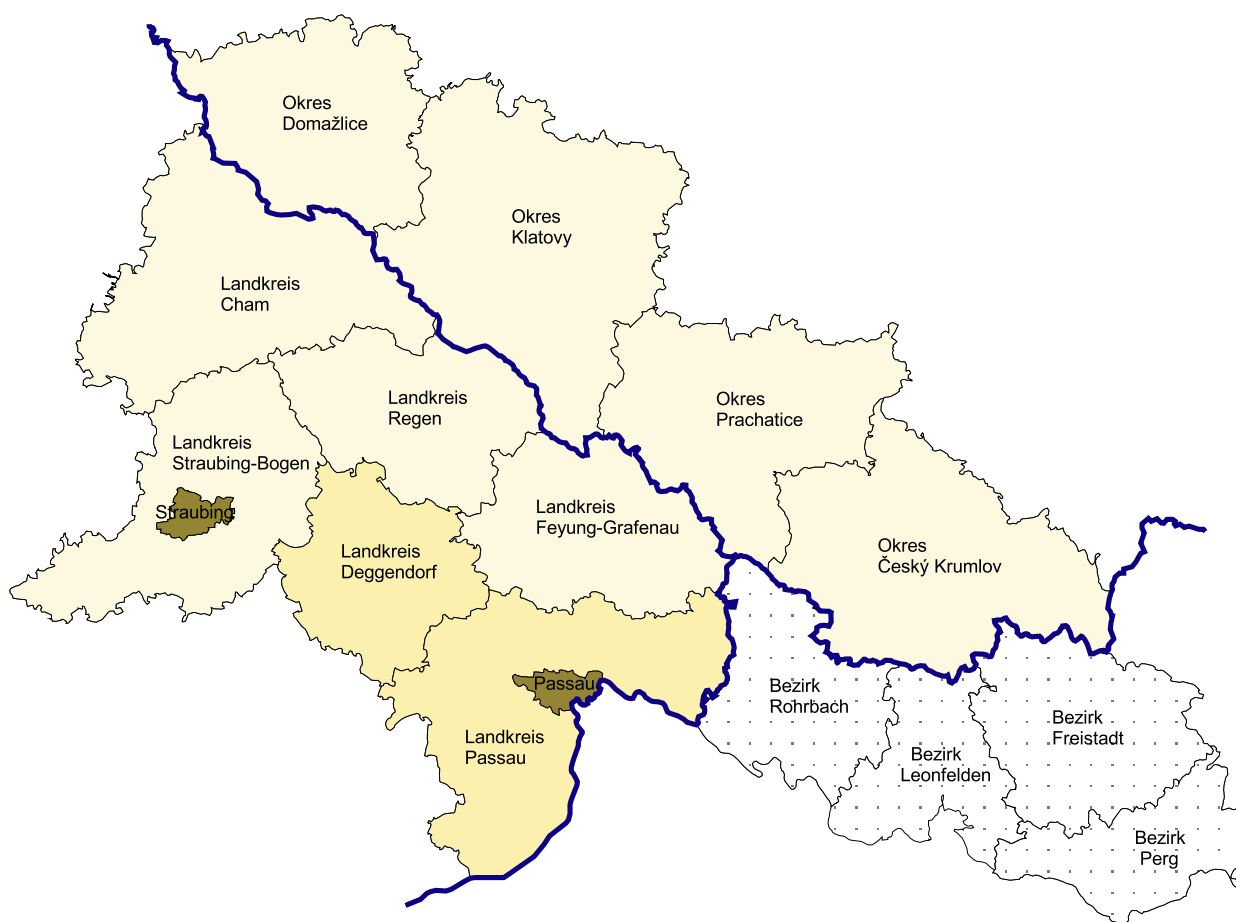 Okres
Domažlice
Okres
Klatovy
Landkreis
Cham
Landkreis
Regen
Okres
Prachatice
Landkreis
Straubing-Bogen
Straubing
Landkreis
Feyung-Grafenau
Landkreis
Deggendorf
Okres
Český Krumlov
Passau
Bezirk
Rohrbach
Landkreis
Passau
Bezirk
Freistadt
Bezirk
Leonfelden
Bezirk
Perg